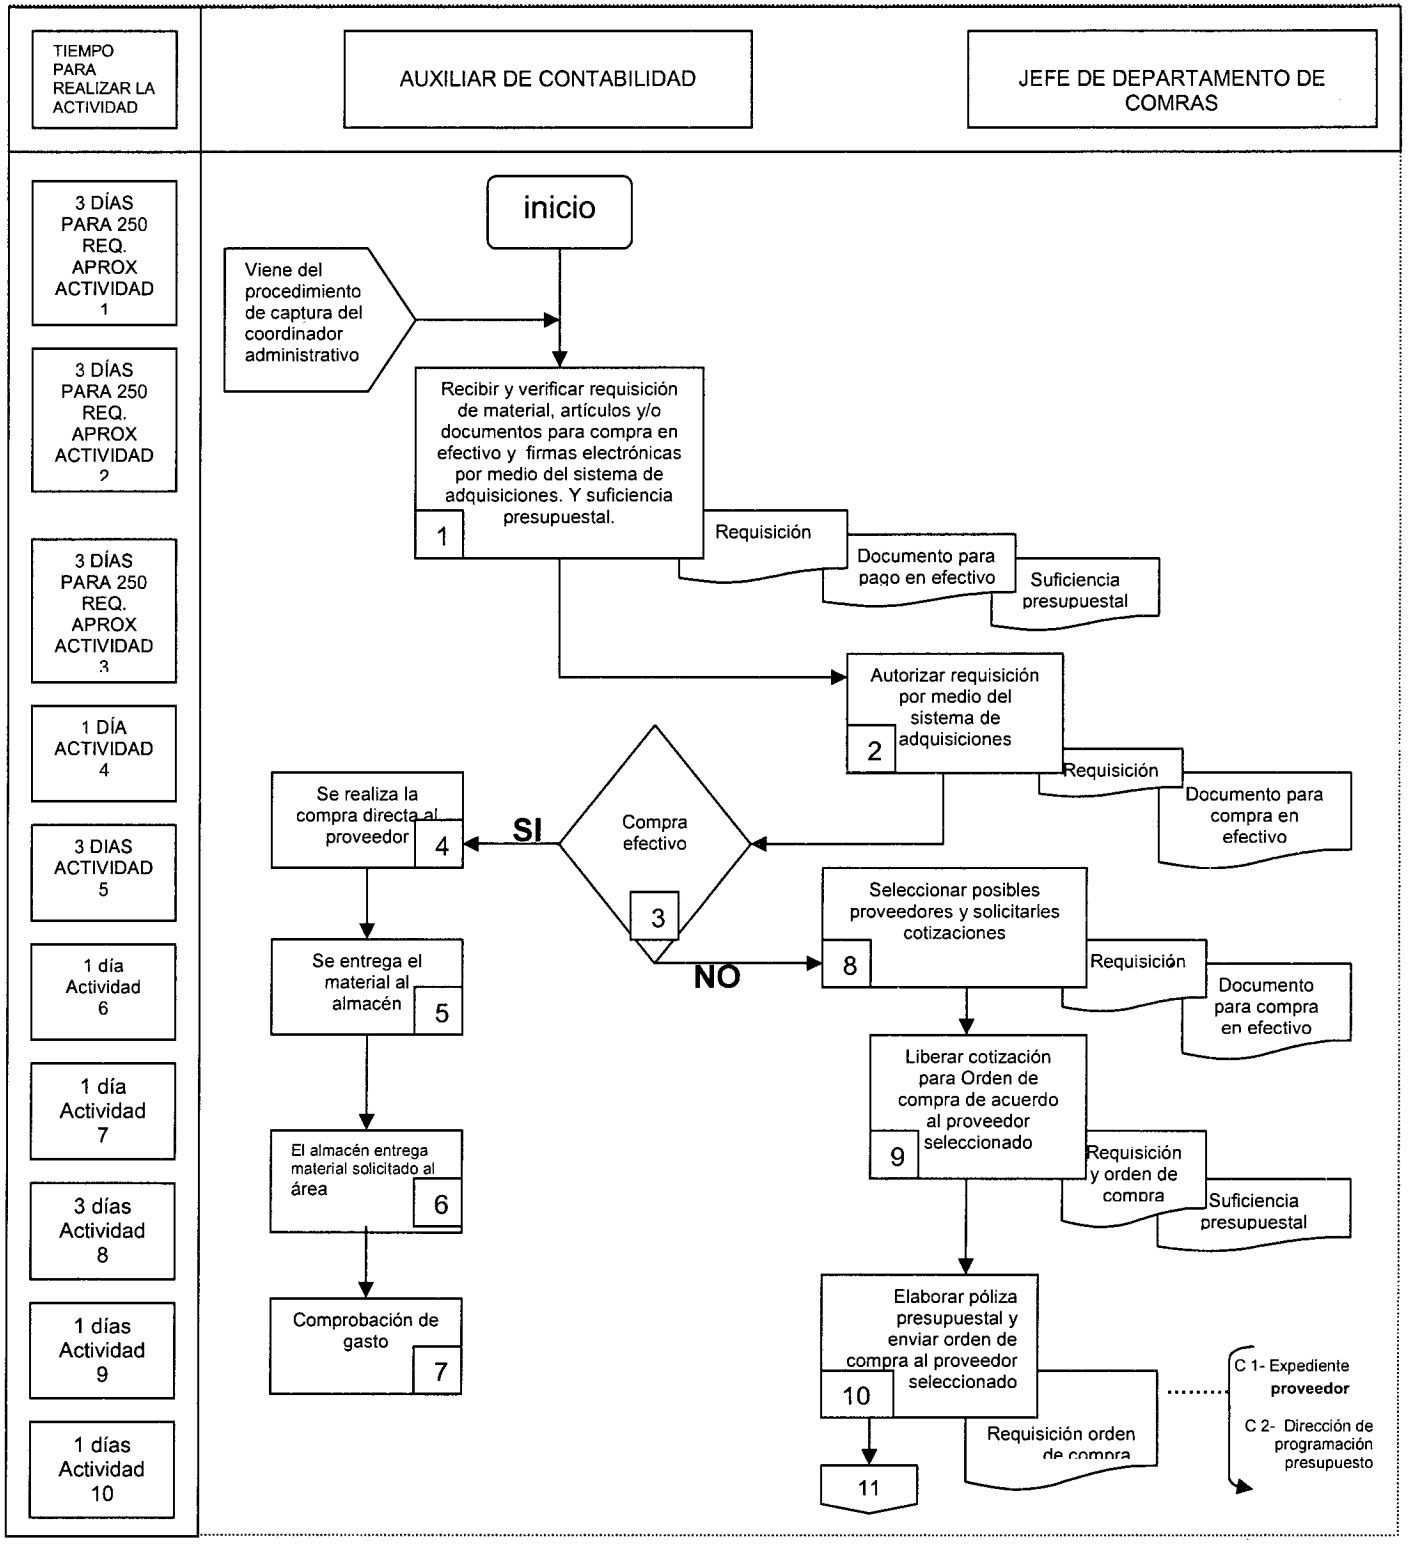 TIEMPO
PARA
REALIZAR LA
ACTIVIDAD
AUXILIAR DE CONTABILIDAD
JEFE DE DEPARTAMENTO DE
COMRAS
3 DÍAS
PARA 250
REQ.
APROX
ACTIVIDAD
1
3 DÍAS
PARA 250
REQ.
APROX
ACTIVIDAD
2
3 DÍAS
PARA 250
REQ.
APROX
ACTIVIDAD
3
1 DÍA
ACTIVIDAD
4
3 DIAS
ACTIVIDAD
5
1 día
Actividad
6
1 día
Actividad
7
3 días
Actividad
8
1 días
Actividad
9
1 días
Actividad
10
inicio
Viene del
procedimiento
de captura del
coordinador
administrativo
Recibir y verificar requisición
de material, artículos y/o
documentos para compra en
efectivo y firmas electrónicas
por medio del sistema de
adquisiciones. Y suficiencia
presupuestal.
1
Requisición
Documento para
pago en efectivo
Suficiencia
presupuestal
Autorizar requisición
por medio del
sistema de
adquisiciones
2
Requisición
Documento para
compra en
efectivo
Compra
efectivo
3
SI
NO
Se realiza la
compra directa al
proveedor
4
Se entrega el
material al
almacén
5
El almacén entrega
material solicitado al
área
6
Comprobación de
gasto
7
Seleccionar posibles
proveedores y solicitarles
cotizaciones
8
Requisición
Documento
para compra
en efectivo
Liberar cotización
para Orden de
compra de acuerdo
al proveedor
seleccionado
9
Requisición
y orden de
compra
Suficiencia
presupuestal
Elaborar póliza
presupuestal y
enviar orden de
compra al proveedor
seleccionado
10
Requisición orden
de compra
11
C 1- Expediente
proveedor
C 2- Dirección de
programación
presupuesto